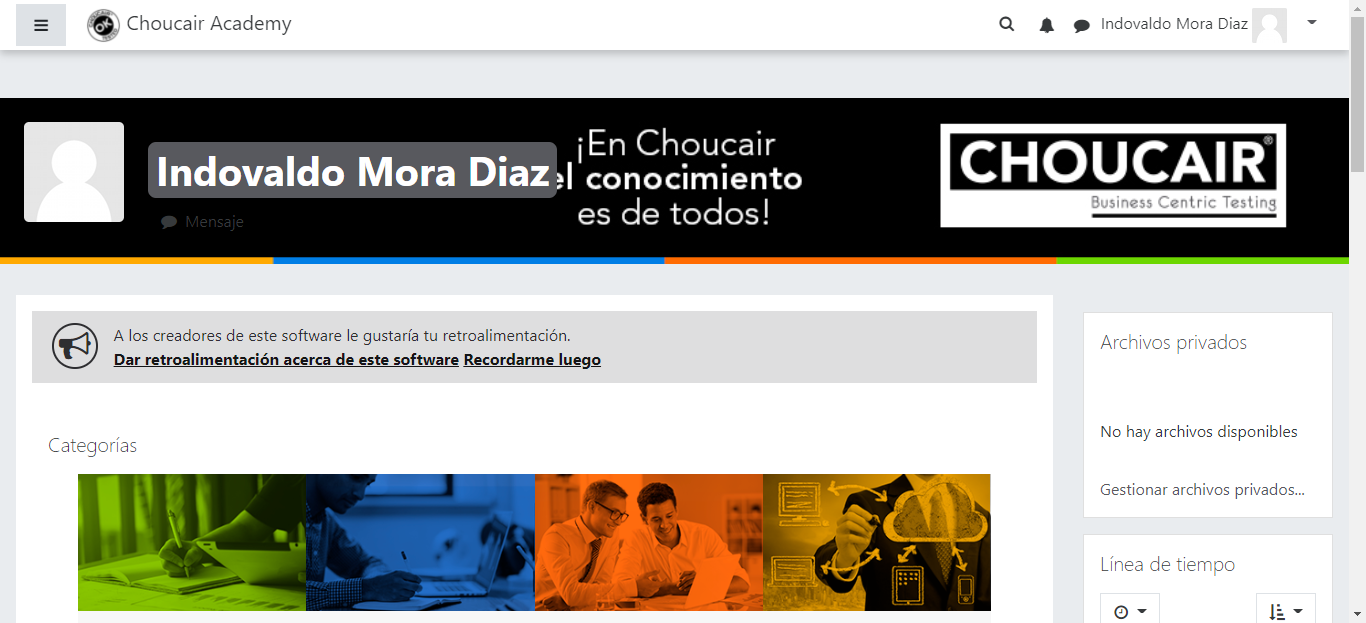 Choucair Academy
Indovaldo Mora Diaz
Indovaldo Mora Diaz
Mensaje
¡En Choucair
el conocimiento
es de todos!
CHOUCAIR®
Business Centric Testing
A los creadores de este software le gustaría tu retroalimentación.
Dar retroalimentación acerca de este software Recordarme luego
Categorías
Archivos privados
No hay archivos disponibles
Gestionar archivos privados...
Línea de tiempo